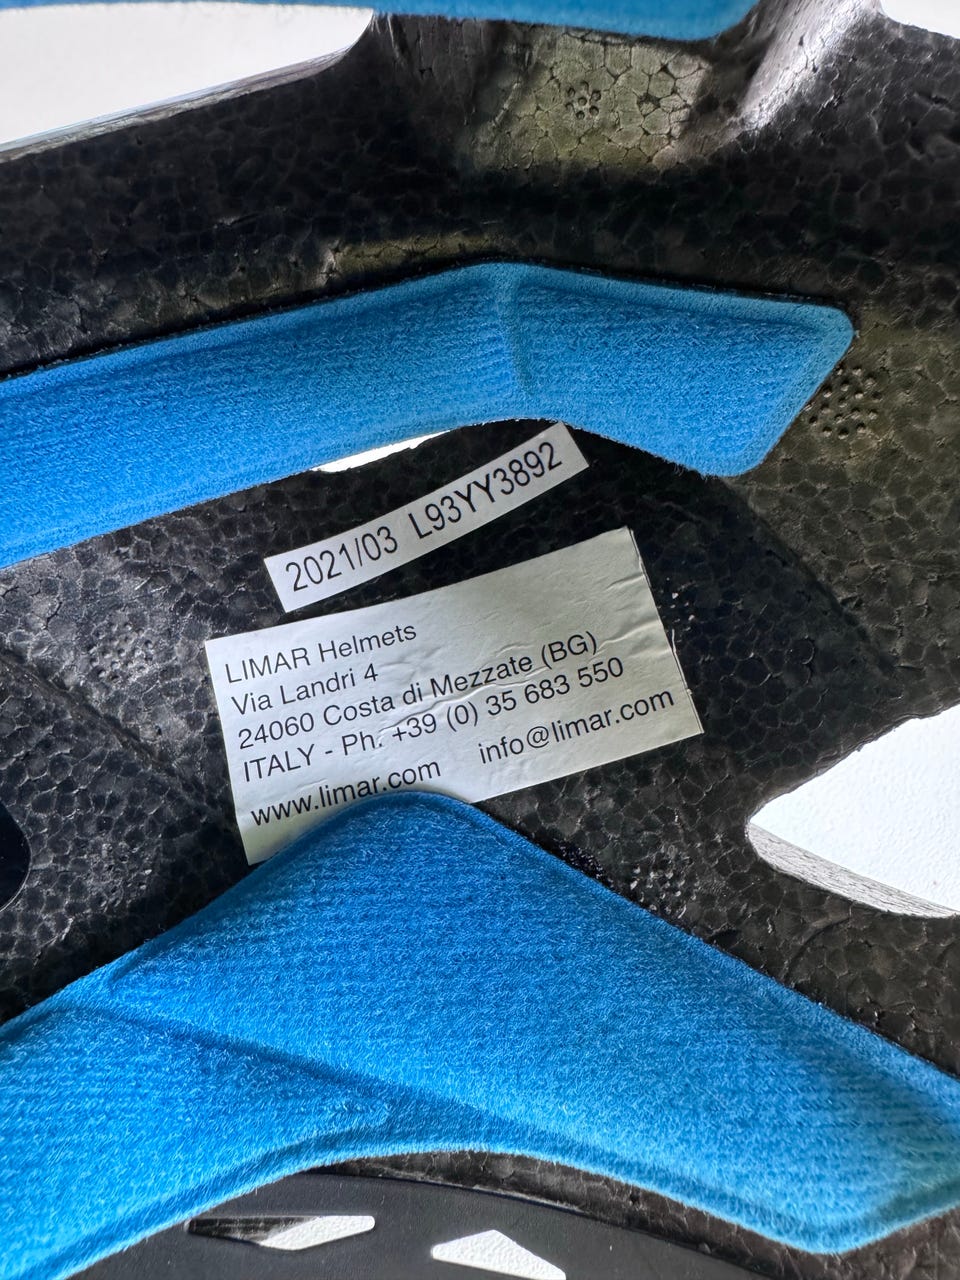 2021/03 L93YY3892
LIMAR Helmets
Via Landri 4
24060 Costa di Mezzate (BG)
ITALY - Ph. +39 (0) 35 683 550
www.limar.com info@limar.com